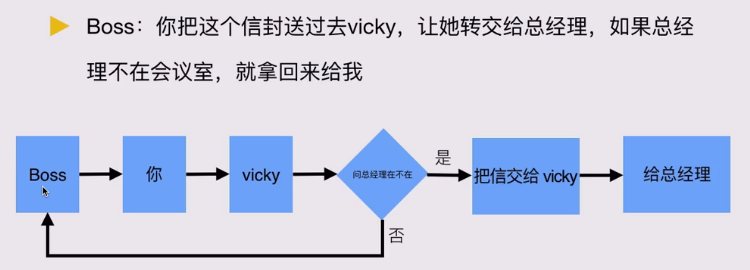 Boss：你把这个信封送过去vicky，让她转交给总经理，如果总经
理不在会议室，就拿回来给我
Boss
你
vicky
问总经理在不在
是
把信交给 vicky
给总经理
否